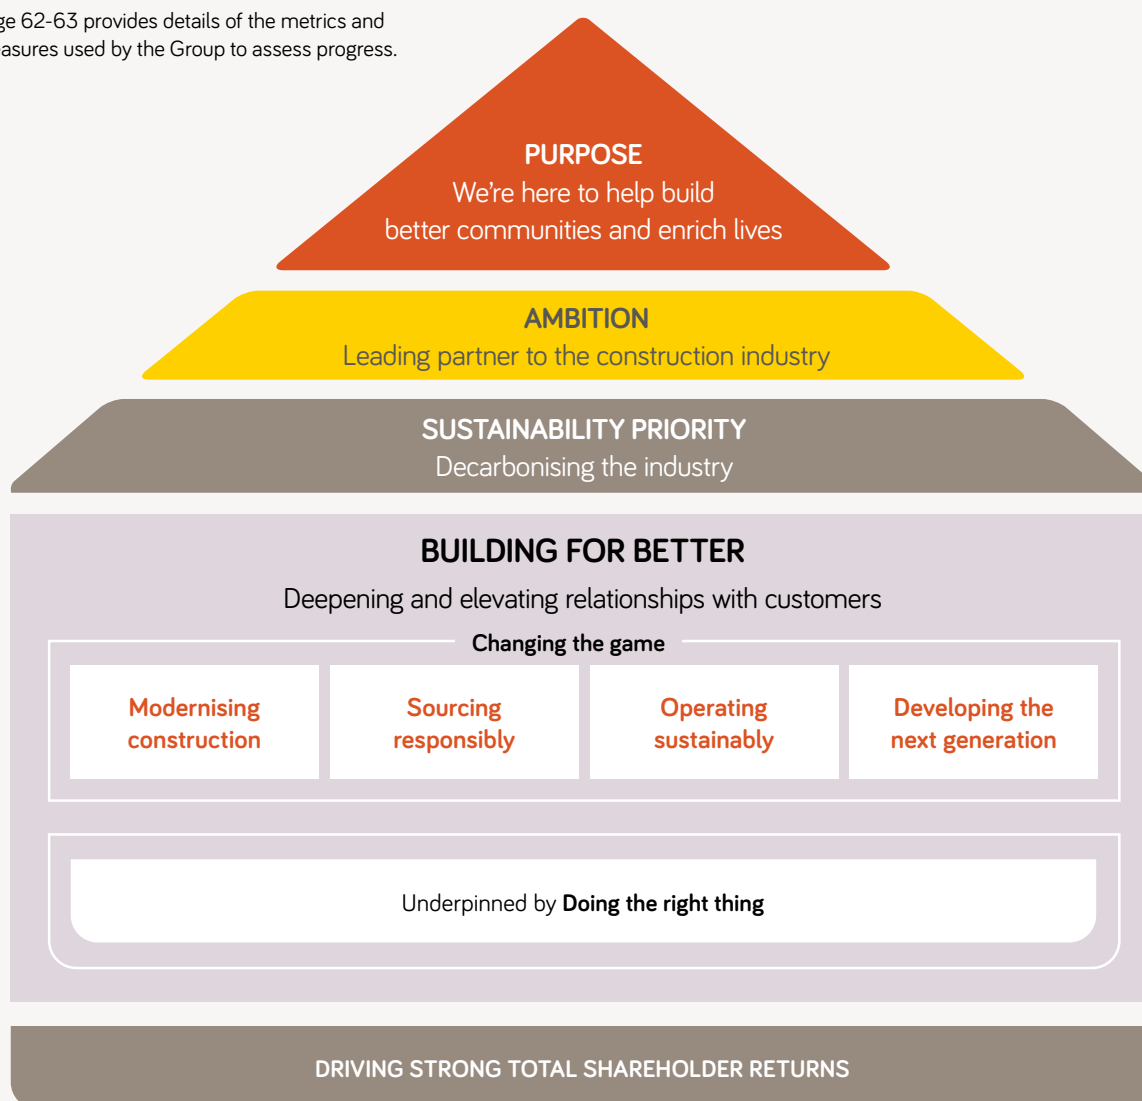 ge 62-63 provides details of the metrics and
easures used by the Group to assess progress.
PURPOSE
We're here to help build
better communities and enrich lives
AMBITION
Leading partner to the construction industry
SUSTAINABILITY PRIORITY
Decarbonising the industry
BUILDING FOR BETTER
Deepening and elevating relationships with customers
Changing the game
Modernising
construction
Sourcing
responsibly
Operating
sustainably
Developing the
next generation
Underpinned by Doing the right thing
DRIVING STRONG TOTAL SHAREHOLDER RETURNS